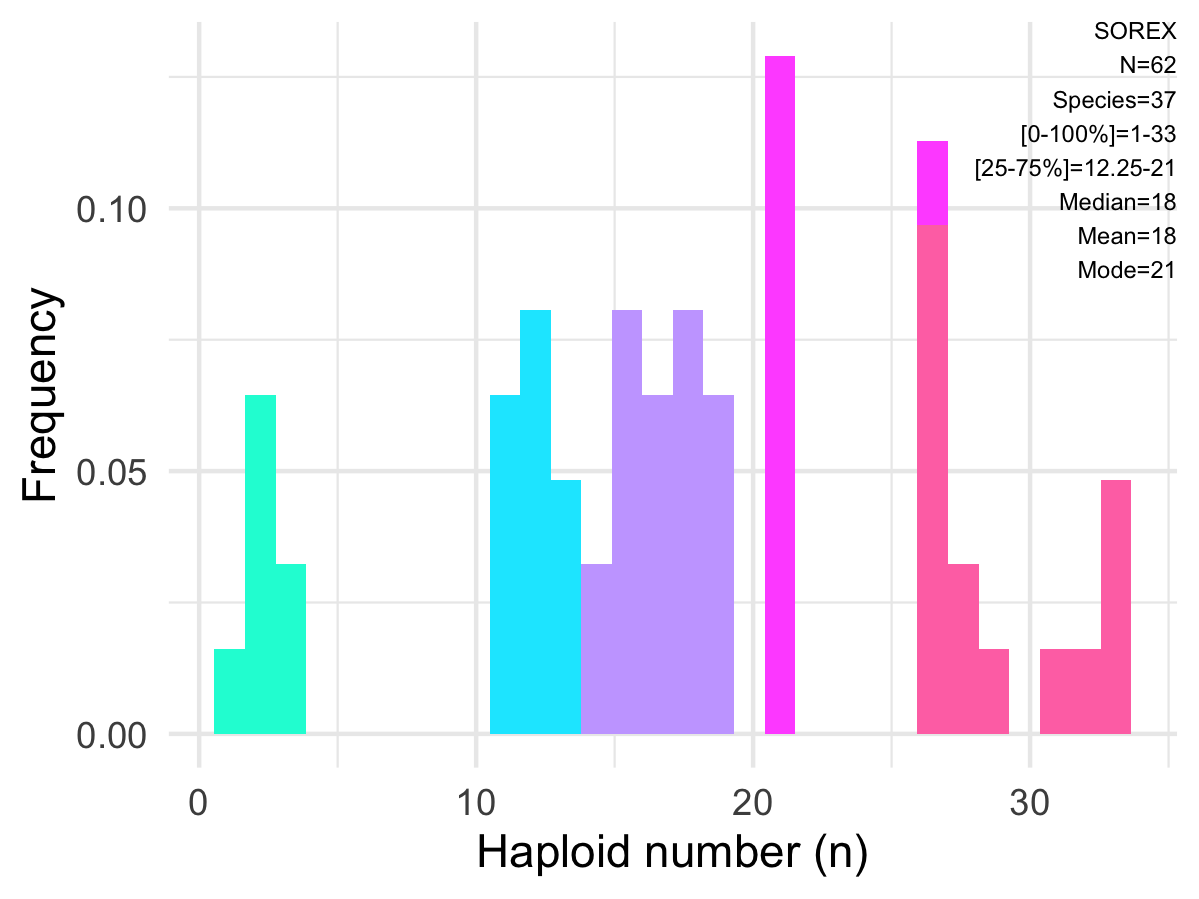 SOREX
N=62
Species=37
[0-100%]=1-33
[25-75%]=12.25-21
Median=18
Mean=18
Mode=21
0.10
0.05
0.00
Frequency
0 10 20 30
Haploid number (n)